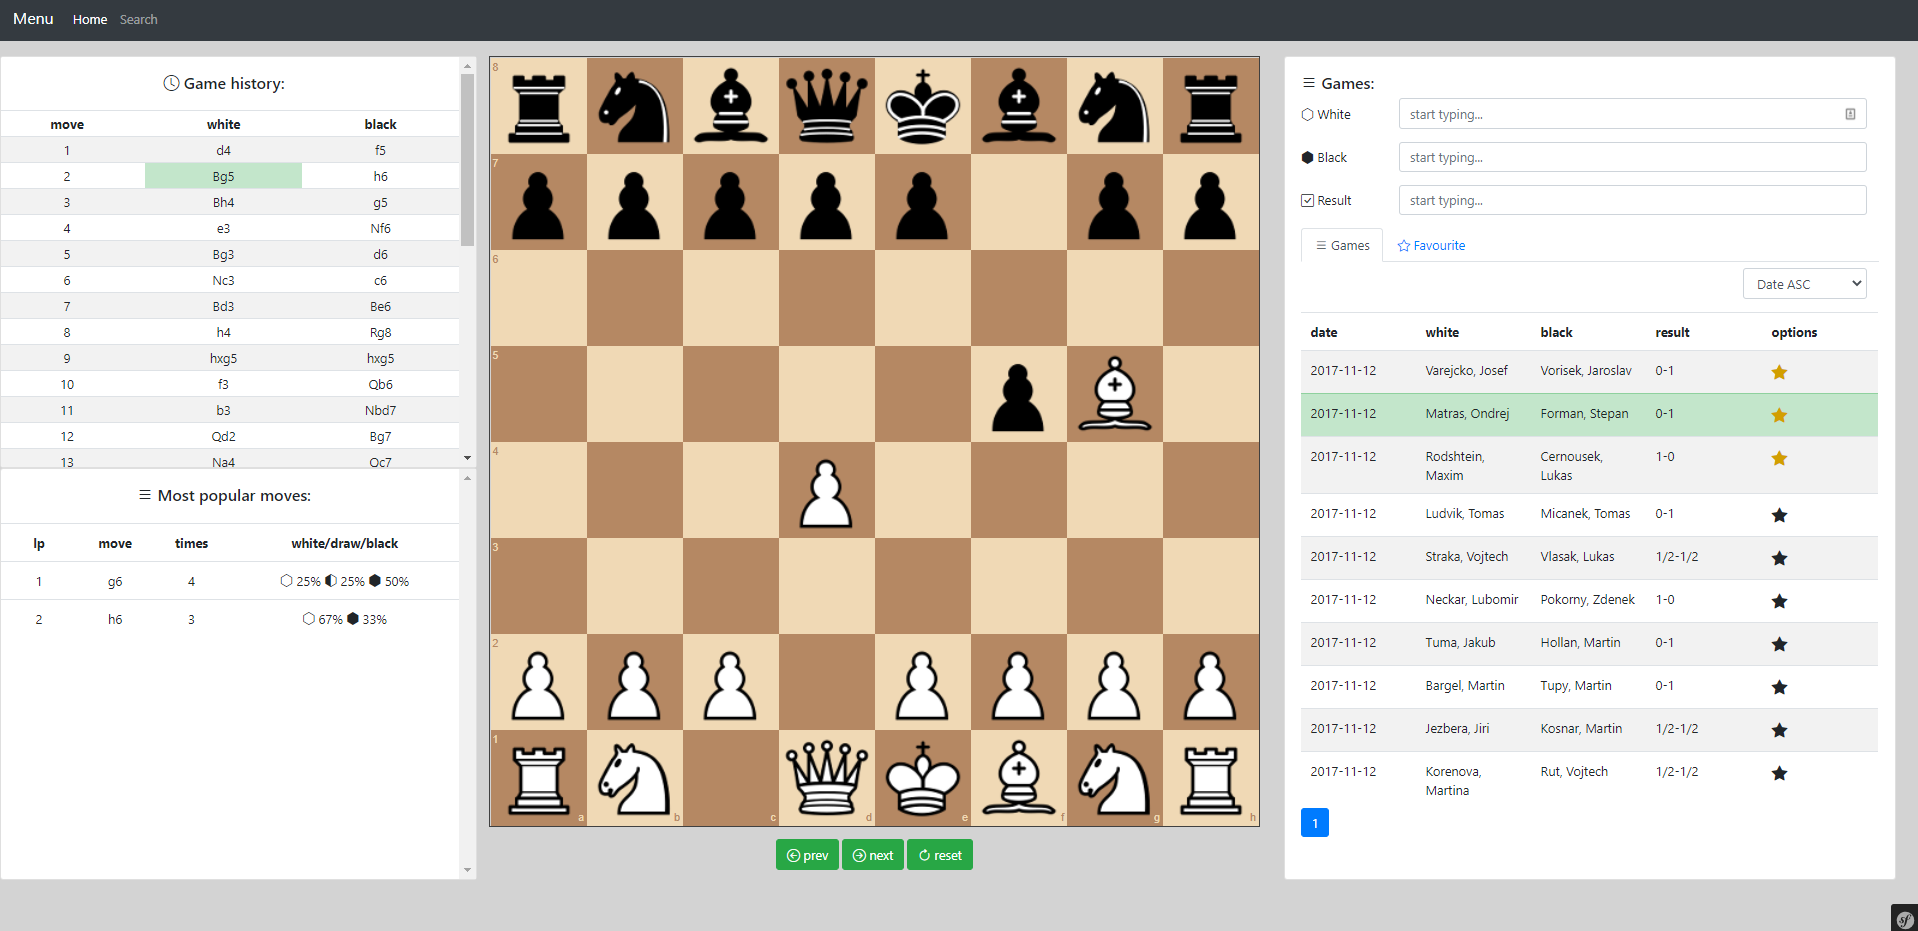 Menu Home Search
Game history:
move white black
1 d4 f5
2 Bg5 h6
3 Bh4 g5
4 e3 Nf6
5 Bg3 d6
6 Nc3 c6
7 Bd3 Be6
8 h4 Rg8
9 hxg5 hxg5
10 f3 Qb6
11 b3 Nbd7
12 Qd2 Bg7
13 Na4 Qc7
Most popular moves:
lp move times white/draw/black
1 g6 4 25% 25% 50%
2 h6 3 67% 33%
8
7
6
5
4
3
2
1
a b c d e f g h
prev next reset
Games:
White start typing...
Black start typing...
Result start typing...
Games Favourite
Date ASC
date white black result options
2017-11-12 Varejcko, Josef Vorisek, Jaroslav 0-1
2017-11-12 Matras, Ondrej Forman, Stepan 0-1
2017-11-12 Rodshtein, Maxim Cernousek, Lukas 1-0
2017-11-12 Ludvik, Tomas Micanek, Tomas 0-1
2017-11-12 Straka, Vojtech Vlasak, Lukas 1/2-1/2
2017-11-12 Neckar, Lubomir Pokorny, Zdenek 1-0
2017-11-12 Tuma, Jakub Hollan, Martin 0-1
2017-11-12 Bargel, Martin Tupy, Martin 0-1
2017-11-12 Jezbera, Jiri Kosnar, Martin 1/2-1/2
2017-11-12 Korenova, Martina Rut, Vojtech 1/2-1/2
1
sf